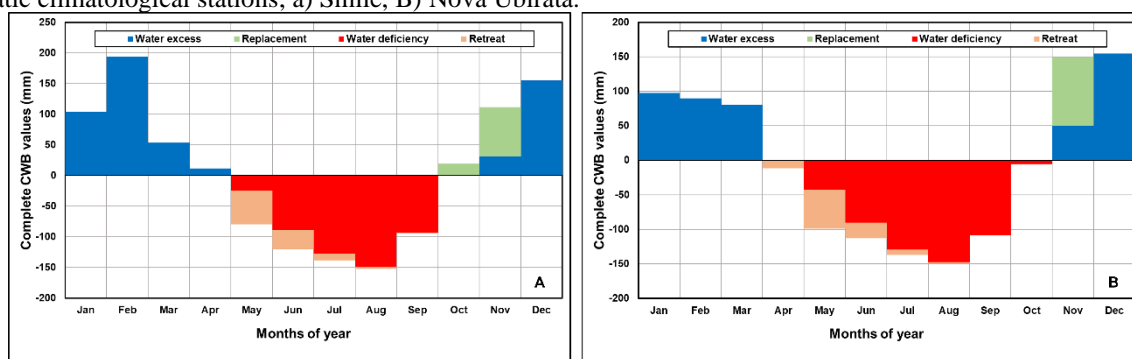 climatological stations, a) Sinop, B) Nova Ubiratã.
Water excess Replacement Water deficiency Retreat
Complete CWB values (mm)
250
200
150
100
50
0
-50
-100
-150
-200
A
Jan Feb Mar Apr May Jun Jul Aug Sep Oct Nov Dec
Months of year
Water excess Replacement Water deficiency Retreat
Complete CWB values (mm)
200
150
100
50
0
-50
-100
-150
-200
B
Jan Feb Mar Apr May Jun Jul Aug Sep Oct Nov Dec
Months of year